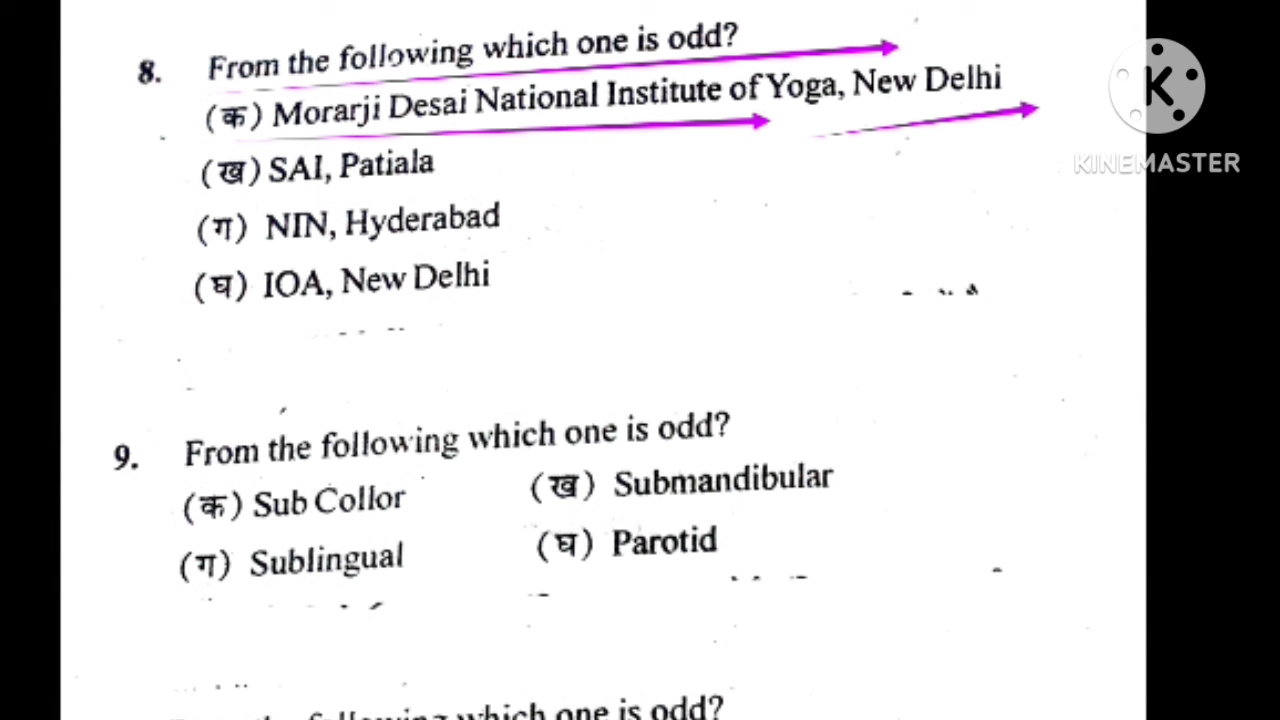 8. From the following which one is odd?
(क) Morarji Desai National Institute of Yoga, New Delhi
(ख) SAI, Patiala
(ग) NIN, Hyderabad
(घ) IOA, New Delhi
K
KINEMASTER
9. From the following which one is odd?
(क) Sub Collor (ख) Submandibular
(ग) Sublingual (घ) Parotid
following which one is odd?